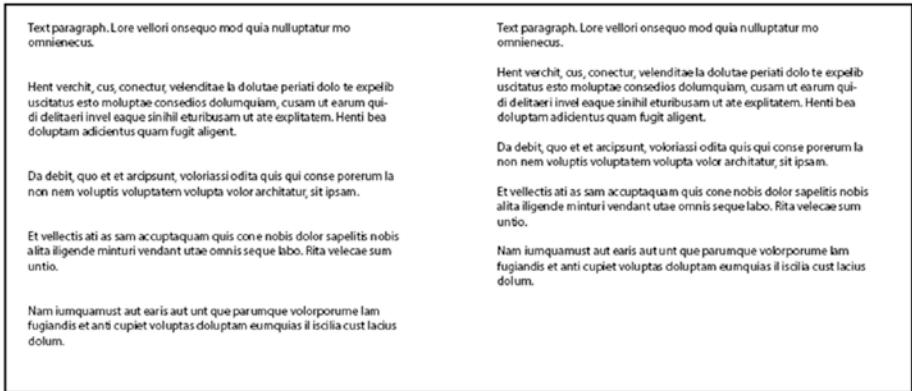 Text paragraph. Lore vellori onsequo mod quia nulluptatur mo
omnienecus.
Hent verchit, cus, conectur, velenditae la dolutae periati dolo te expelib
uscitatus esto moluptae consedios dolumquiam, cusam ut earum qui-
di delitaeri invel eaque sinihil eturibusam ut ate explitatem. Henti bea
doluptam adicientus quam fugit aligent.
Da debit, quo et et arcipsunt, voloriassi odita quis qui conse porerum la
non nem voluptis voluptatem volupta volor architatur, sit ipsam.
Et vellectis ati as sam accuptaquam quis cone nobis dolor sapelitis nobis
alita iligende minturi vendant utae omnis seque labo. Rita velecae sum
untio.
Nam iumquamust aut earis aut unt que parumque volorporume lam
fugiandis et anti cupiet voluptas doluptam eumquias il iscilia cust lacius
dolum.
Text paragraph. Lore vellori onsequo mod quia nulluptatur mo
omnienecus.
Hent verchit, cus, conectur, velenditae la dolutae periati dolo te expelib
uscitatus esto moluptae consedios dolumquiam, cusam ut earum qui-
di delitaeri invel eaque sinihil eturibusam ut ate explitatem. Henti bea
doluptam adicientus quam fugit aligent.
Da debit, quo et et arcipsunt, voloriassi odita quis qui conse porerum la
non nem voluptis voluptatem volupta volor architatur, sit ipsam.
Et vellectis ati as sam accuptaquam quis cone nobis dolor sapelitis nobis
alita iligende minturi vendant utae omnis seque labo. Rita velecae sum
untio.
Nam iumquamust aut earis aut unt que parumque volorporume lam
fugiandis et anti cupiet voluptas doluptam eumquias il iscilia cust lacius
dolum.